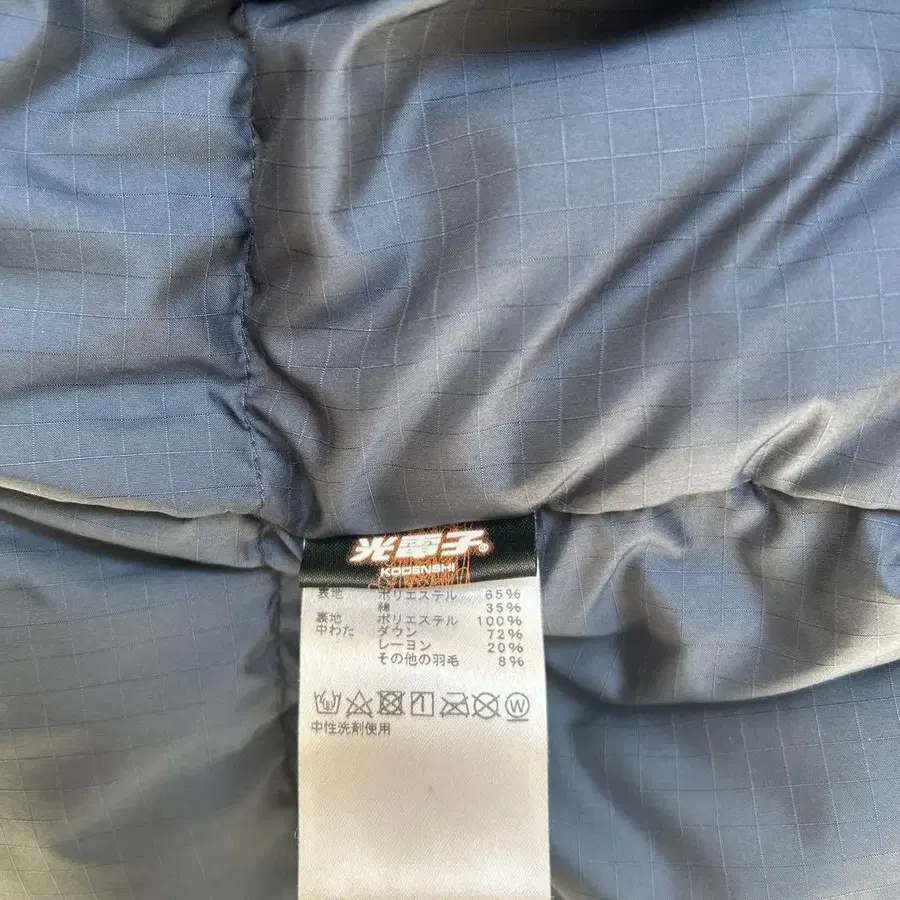 光電子®
KODENSHI
表地 ポリエステル 65%
綿 35%
裏地 ポリエステル 100%
中わた ダウン 72%
レーヨン 20%
その他の羽毛 8%
W
中性洗剤使用